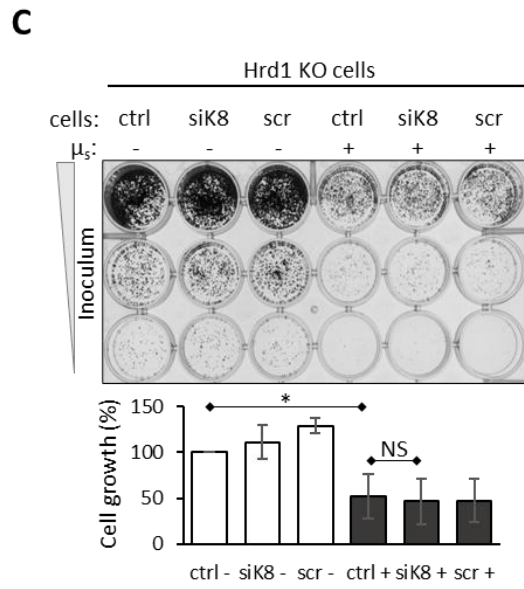 C
Hrd1 KO cells
cells: ctrl siK8 scr ctrl siK8 scr
μs: - - - + + +
Inoculum
Cell growth (%)
150
100
50
0
*
NS
ctrl - siK8 - scr - ctrl + siK8 + scr +